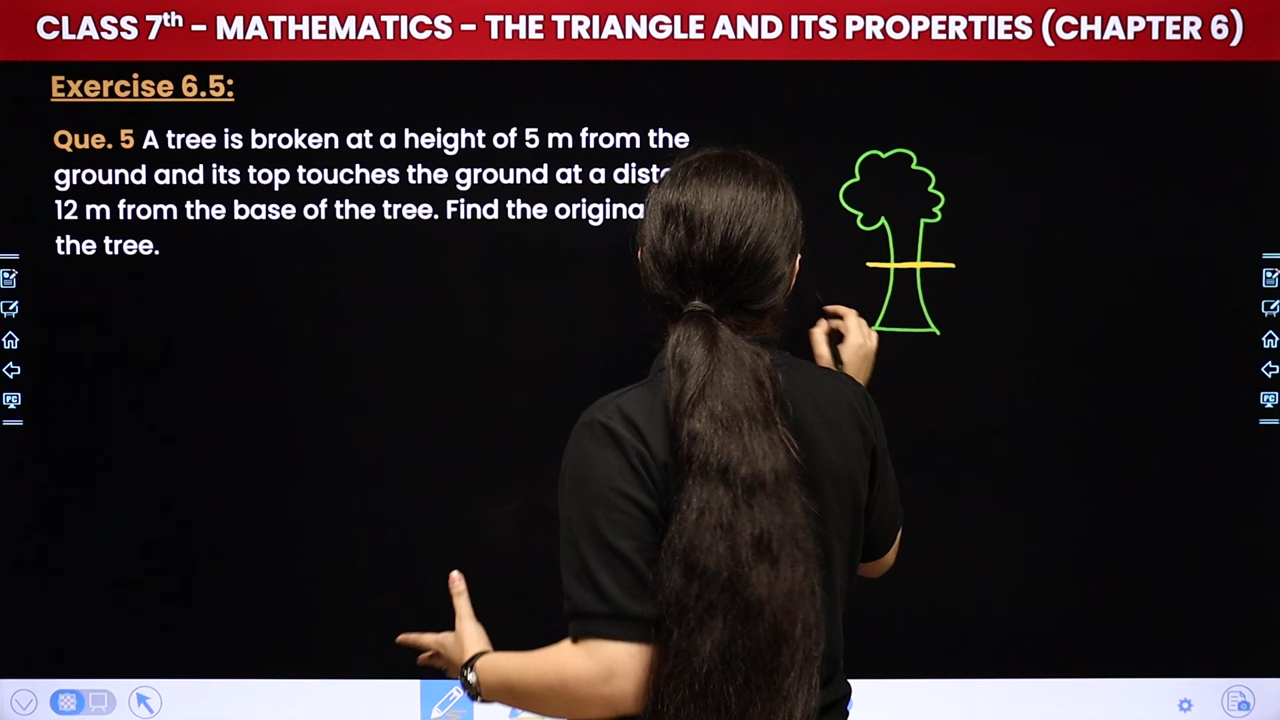 CLASS 7th - MATHEMATICS - THE TRIANGLE AND ITS PROPERTIES (CHAPTER 6)
Exercise 6.5:
Que. 5 A tree is broken at a height of 5 m from the
ground and its top touches the ground at a
12 m from the base of the tree. Find the
the tree.
PC
PC